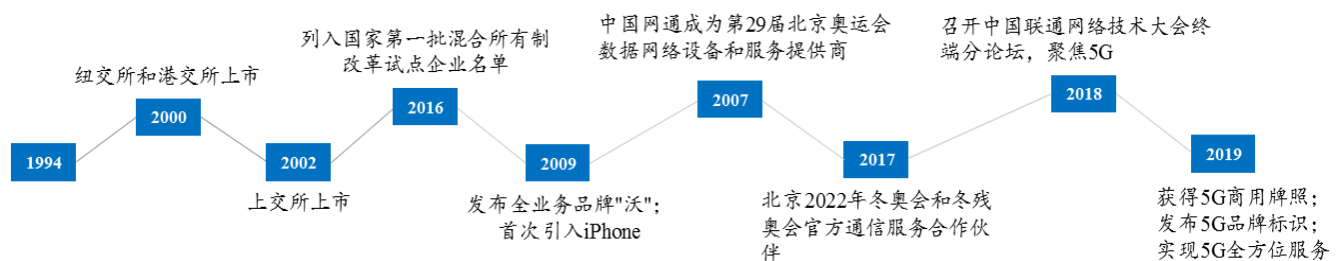 1994
纽交所和港交所上市
2000
2002
上交所上市
列入国家第一批混合所有制
改革试点企业名单
2016
2009
发布全业务品牌"沃";
首次引入iPhone
中国网通成为第29届北京奥运会
数据网络设备和服务提供商
2007
2017
北京2022年冬奥会和冬残
奥会官方通信服务合作伙
伴
召开中国联通网络技术大会终
端分论坛，聚焦5G
2018
2019
获得5G商用牌照;
发布5G品牌标识;
实现5G全方位服务